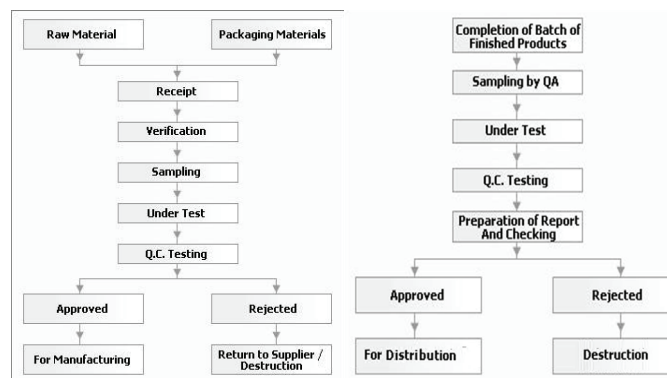 Raw Material
Packaging Materials
Receipt
Verification
Sampling
Under Test
Q.C. Testing
Approved
Rejected
For Manufacturing
Return to Supplier /
Destruction
Completion of Batch of
Finished Products
Sampling by QA
Under Test
Q.C. Testing
Preparation of Report
And Checking
Approved
Rejected
For Distribution
Destruction